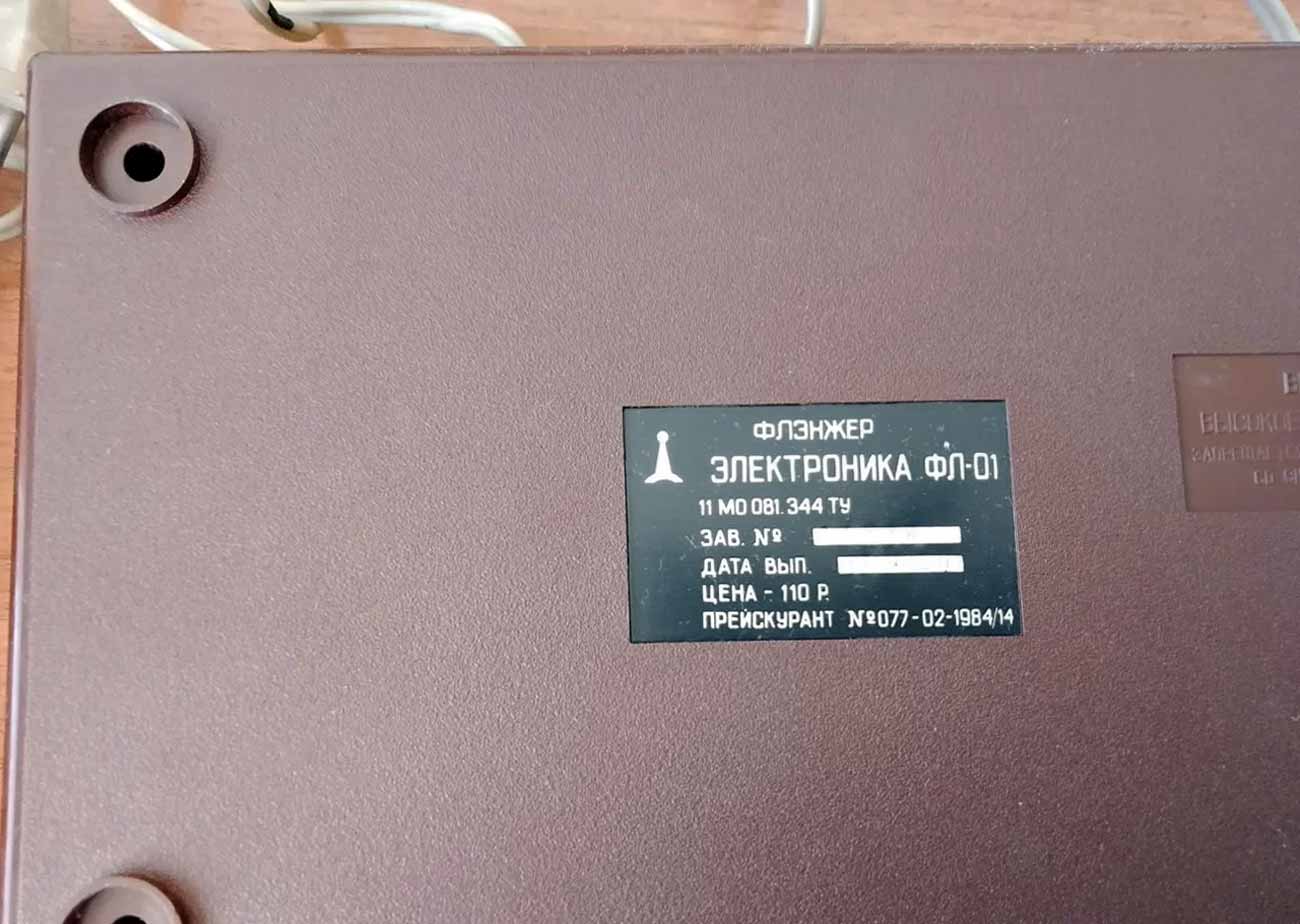 ФЛЭНЖЕР
ЭЛЕКТРОНИКА ФЛ-01
11 МО 081. 344 ТУ
ЗАВ. №
ДАТА ВЫП.
ЦЕНА - 110 Р.
ПРЕЙСКУРАНТ №077-02-1984/14